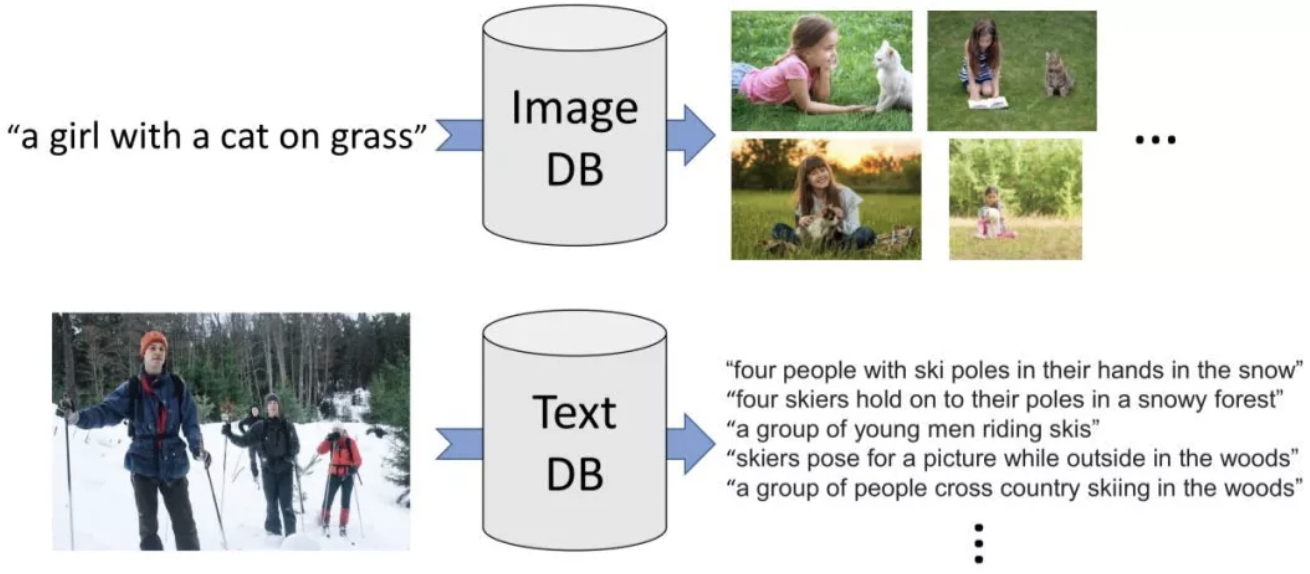 “a girl with a cat on grass”
Image
DB
...
Text
DB
“four people with ski poles in their hands in the snow”
“four skiers hold on to their poles in a snowy forest”
“a group of young men riding skis”
“skiers pose for a picture while outside in the woods”
“a group of people cross country skiing in the woods”